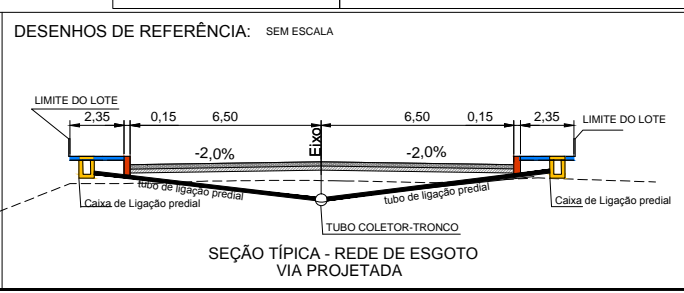 DESENHOS DE REFERÊNCIA: SEM ESCALA
LIMITE DO LOTE
2,35 0,15 6,50 6,50 0,15 2,35
LIMITE DO LOTE
Eixo
-2,0% -2,0%
tubo de ligação predial
tubo de ligação predial
Caixa de Ligação predial
Caixa de Ligação predial
TUBO COLETOR-TRONCO
SEÇÃO TÍPICA - REDE DE ESGOTO
VIA PROJETADA